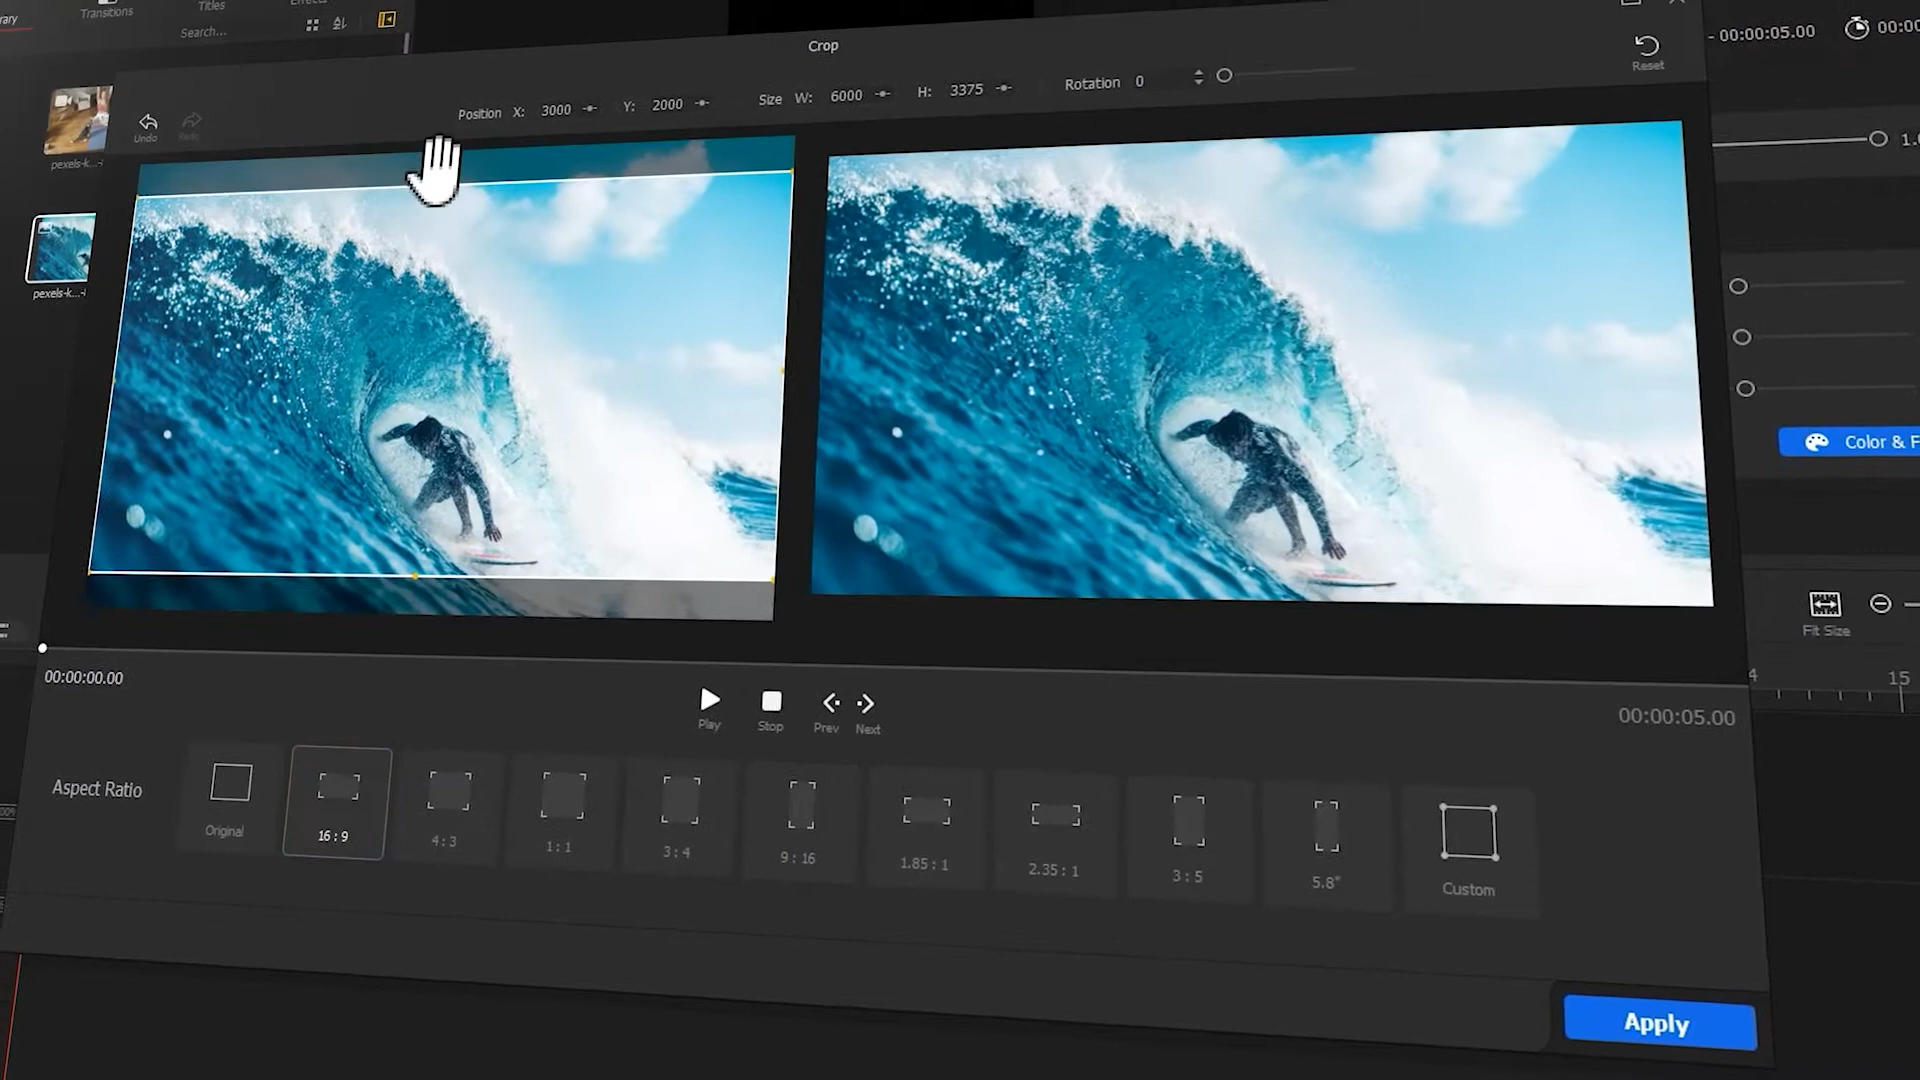 Transitions
Titles
Search...
Crop
Position X: 3000 Y: 2000 Size W: 6000 H: 3375 Rotation 0
Reset
- 00:00:05.00
Undo
Redo
pexels-k...-
pexels-k...-
Color & F
Fit Size
00:00:00.00
Play
Stop
Prev
Next
00:00:05.00
15
Aspect Ratio
Original
16 : 9
4 : 3
1 : 1
3 : 4
9 : 16
1.85 : 1
2.35 : 1
3 : 5
5.8"
Custom
Apply